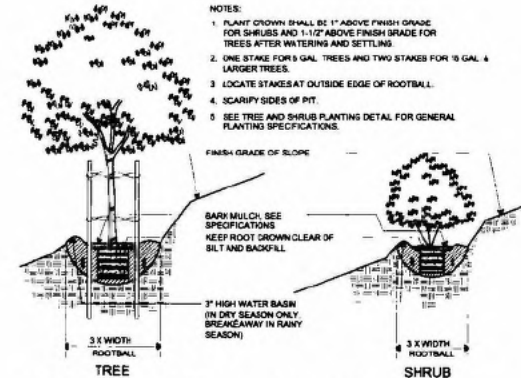 NOTES:
1. PLANT CROWN SHALL BE 1" ABOVE FINISH GRADE
FOR SHRUBS AND 1-1/2" ABOVE FINISH GRADE FOR
TREES AFTER WATERING AND SETTLING.
2. ONE STAKE FOR 5 GAL TREES AND TWO STAKES FOR 15 GAL &
LARGER TREES.
3 LOCATE STAKES AT OUTSIDE EDGE OF ROOTBALL.
4. SCARIFY SIDES OF PIT.
5 SEE TREE AND SHRUB PLANTING DETAIL FOR GENERAL
PLANTING SPECIFICATIONS.
FINISH GRADE OF SLOPE
BARK MULCH, SEE
SPECIFICATIONS
KEEP ROOT CROWN CLEAR OF
SILT AND BACKFILL
3" HIGH WATER BASIN
(IN DRY SEASON ONLY.
BREAKEAWAY IN RAINY
SEASON)
3 X WIDTH
ROOTBALL
TREE
3 X WIDTH
ROOTBALL
SHRUB